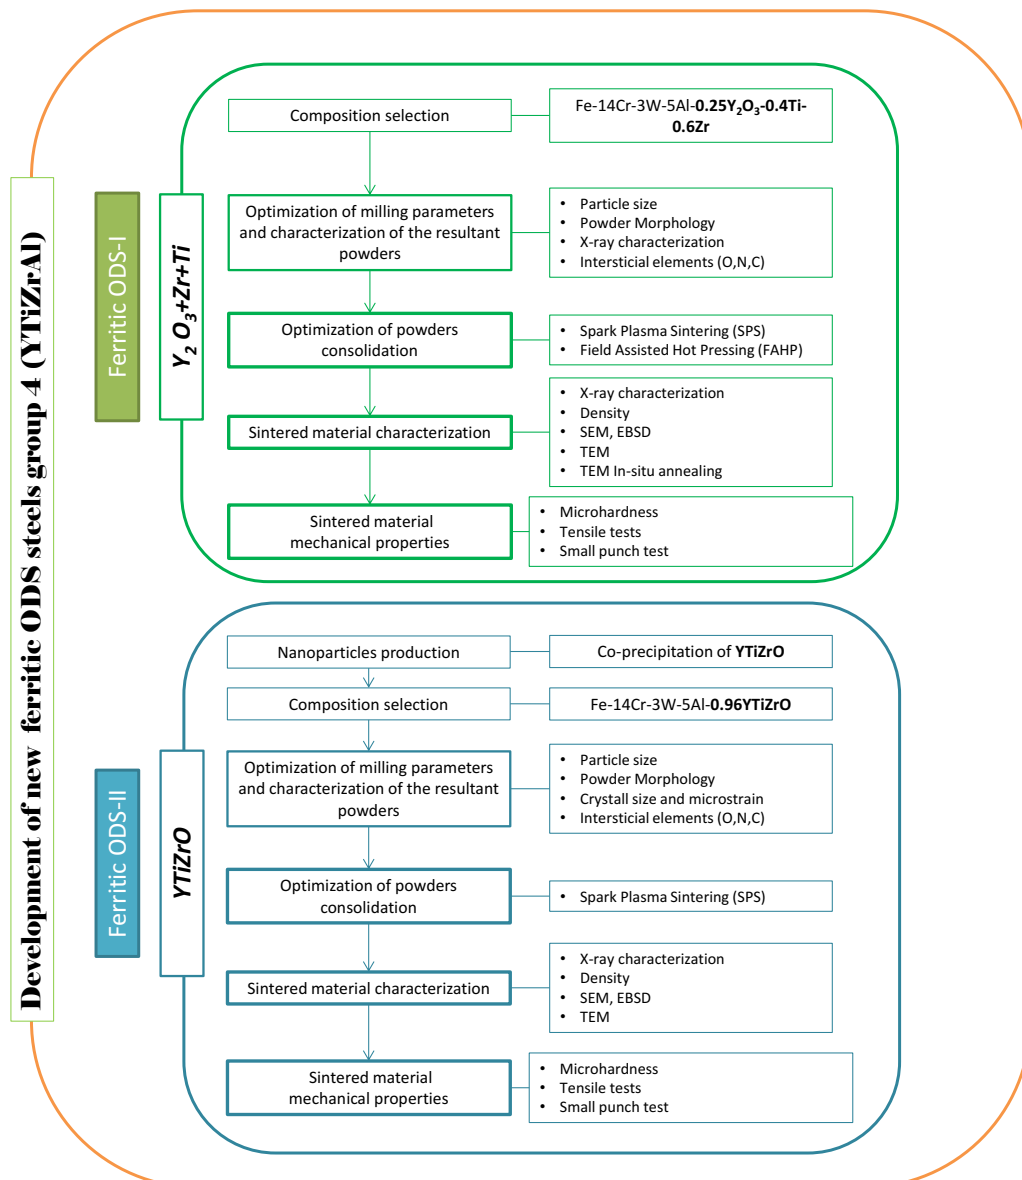 Development of new ferritic ODS steels group 4 (YTiZrAl)
Ferritic ODS-I
Y₂O₃+Zr+Ti
Composition selection
Fe-14Cr-3W-5Al-0.25Y₂O₃-0.4Ti-
0.6Zr
Optimization of milling parameters
and characterization of the resultant
powders
• Particle size
• Powder Morphology
• X-ray characterization
• Intersticial elements (O,N,C)
Optimization of powders
consolidation
• Spark Plasma Sintering (SPS)
• Field Assisted Hot Pressing (FAHP)
Sintered material characterization
• X-ray characterization
• Density
• SEM, EBSD
• TEM
• TEM In-situ annealing
Sintered material
mechanical properties
• Microhardness
• Tensile tests
• Small punch test
Ferritic ODS-II
YTiZrO
Nanoparticles production
Co-precipitation of YTiZrO
Composition selection
Fe-14Cr-3W-5Al-0.96YTiZrO
Optimization of milling parameters
and characterization of the resultant
powders
• Particle size
• Powder Morphology
• Crystall size and microstrain
• Intersticial elements (O,N,C)
Optimization of powders
consolidation
• Spark Plasma Sintering (SPS)
Sintered material characterization
• X-ray characterization
• Density
• SEM, EBSD
• TEM
Sintered material
mechanical properties
• Microhardness
• Tensile tests
• Small punch test